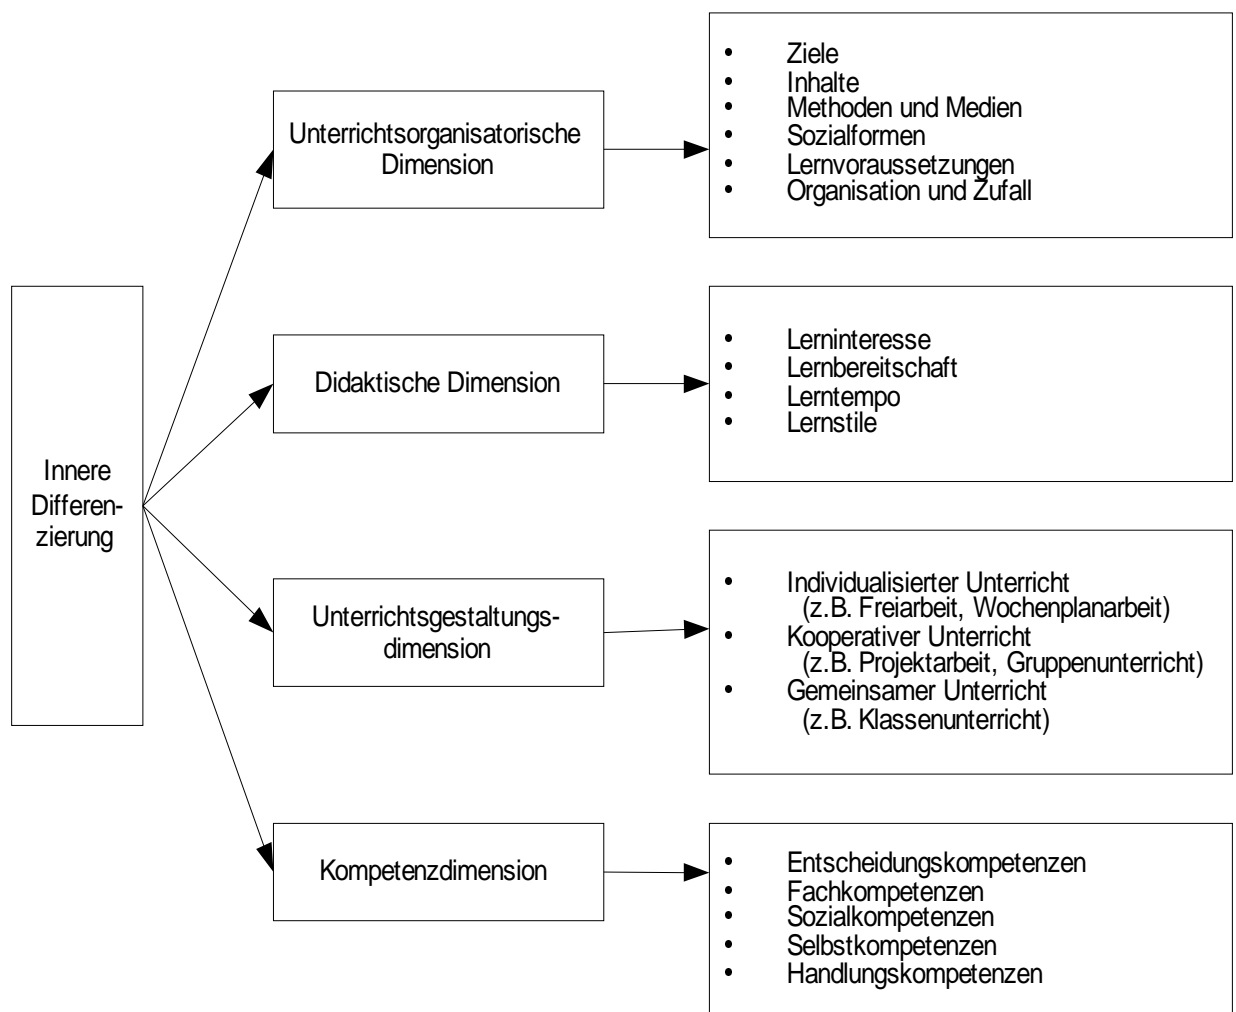 Innere
Differen-
zierung
Unterrichtsorganisatorische
Dimension
• Ziele
• Inhalte
• Methoden und Medien
• Sozialformen
• Lernvoraussetzungen
• Organisation und Zufall
Didaktische Dimension
• Lerninteresse
• Lernbereitschaft
• Lerntempo
• Lernstile
Unterrichtsgestaltungs-
dimension
• Individualisierter Unterricht
(z.B. Freiarbeit, Wochenplanarbeit)
• Kooperativer Unterricht
(z.B. Projektarbeit, Gruppenunterricht)
• Gemeinsamer Unterricht
(z.B. Klassenunterricht)
Kompetenzdimension
• Entscheidungskompetenzen
• Fachkompetenzen
• Sozialkompetenzen
• Selbstkompetenzen
• Handlungskompetenzen